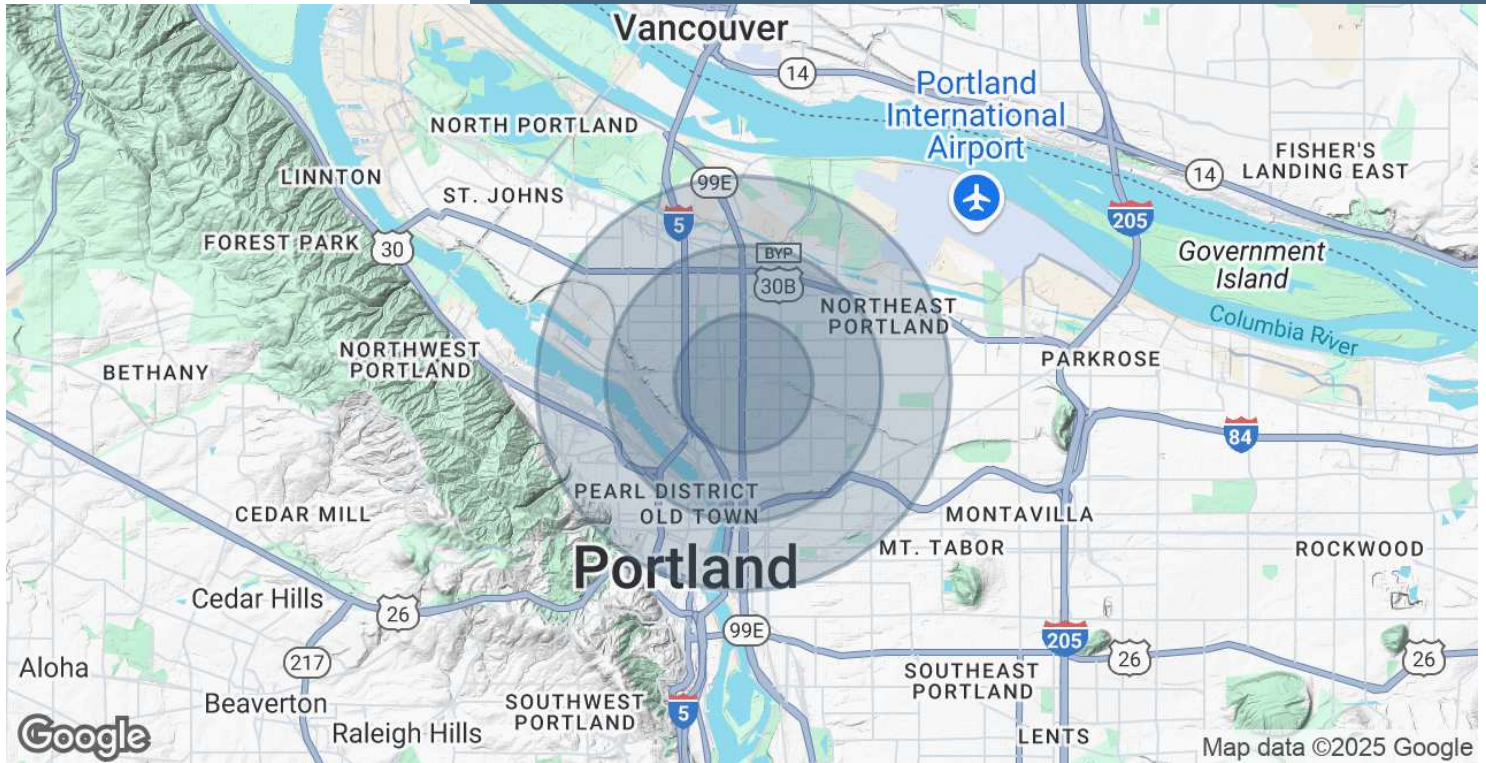 Vancouver
14
Portland
International
Airport
NORTH PORTLAND
FISHER'S
LANDING EAST
LINNTON
14
99E
ST. JOHNS
5
205
FOREST PARK
30
Government
Island
BYP
30B
NORTHEAST
PORTLAND
Columbia River
NORTHWEST
PORTLAND
PARKROSE
BETHANY
84
PEARL DISTRICT
OLD TOWN
CEDAR MILL
MONTAVILLA
MT. TABOR
ROCKWOOD
Portland
Cedar Hills
26
99E
205
26
26
217
Aloha
SOUTHEAST
PORTLAND
Beaverton
SOUTHWEST
PORTLAND
5
Raleigh Hills
LENTS
Google
Map data ©2025 Google